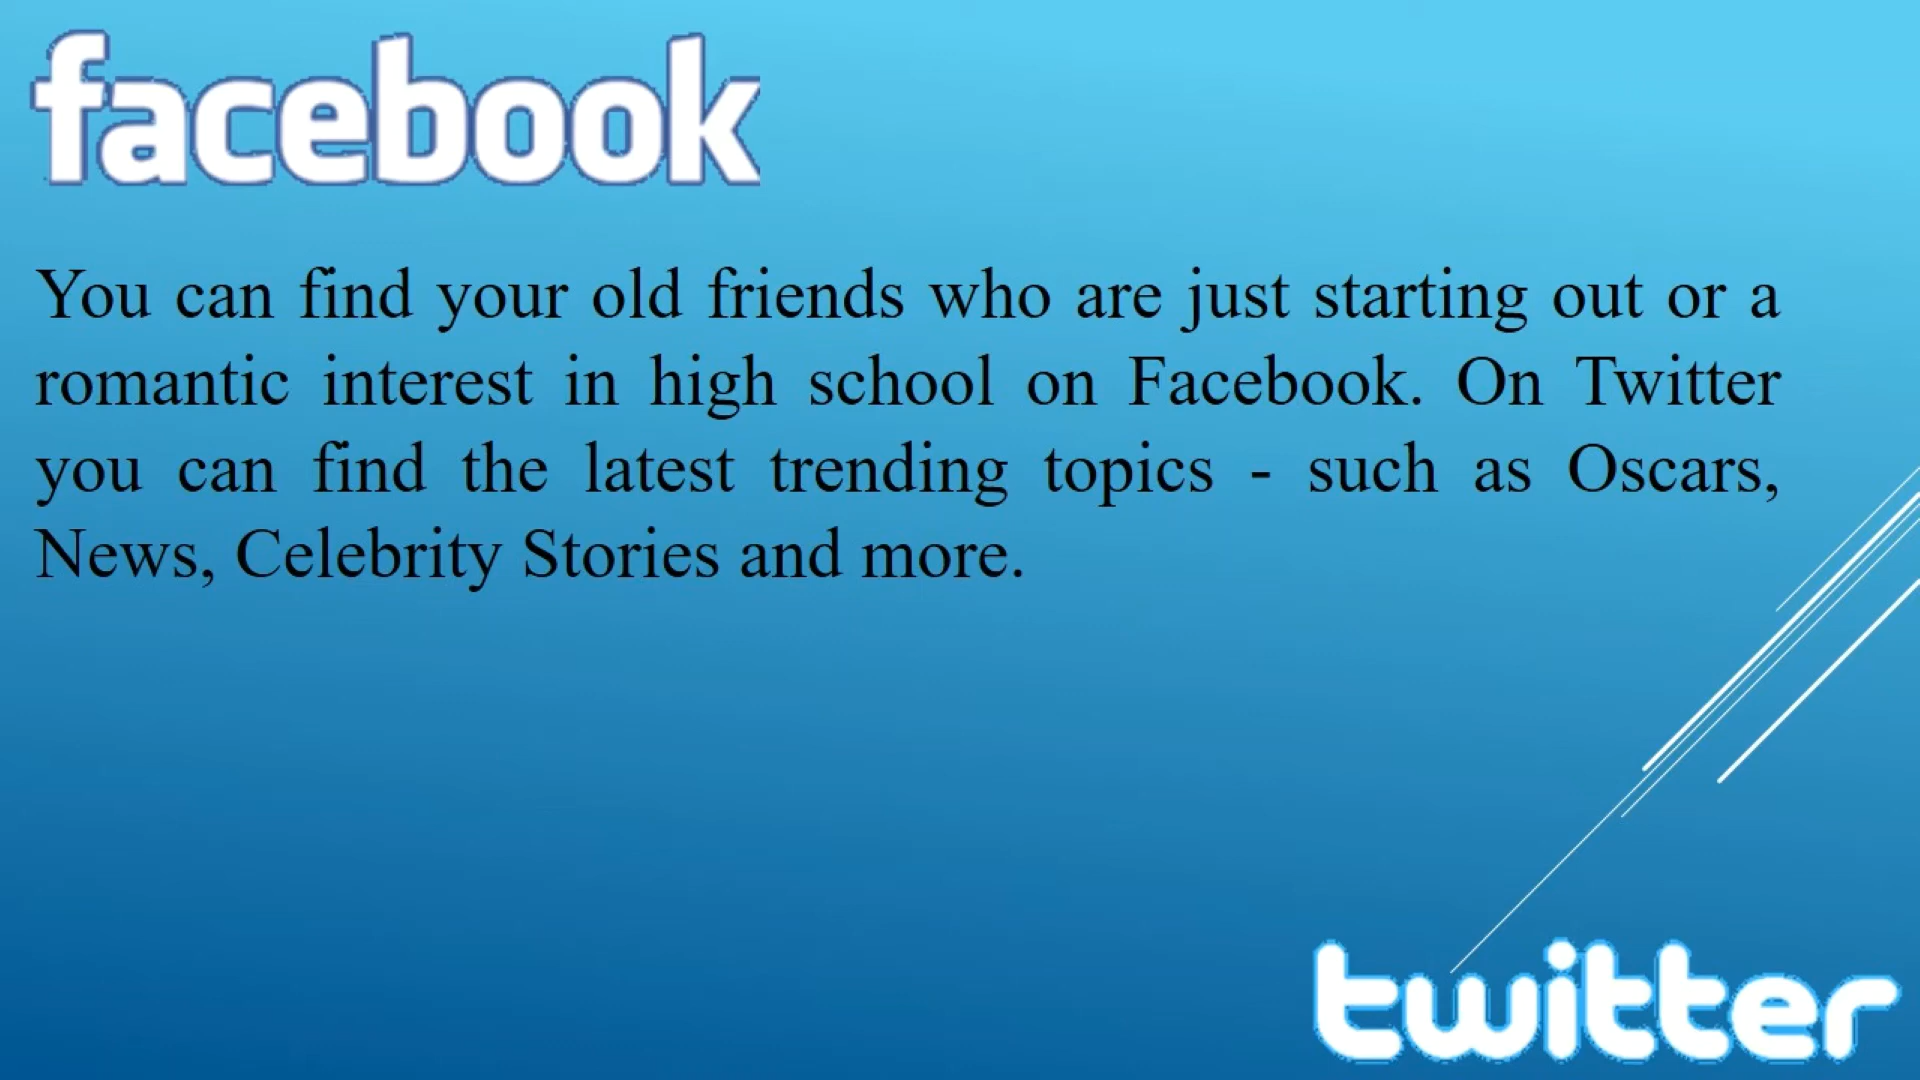 facebook
You can find your old friends who are just starting out or a
romantic interest in high school on Facebook. On Twitter
you can find the latest trending topics - such as Oscars,
News, Celebrity Stories and more.
twitter